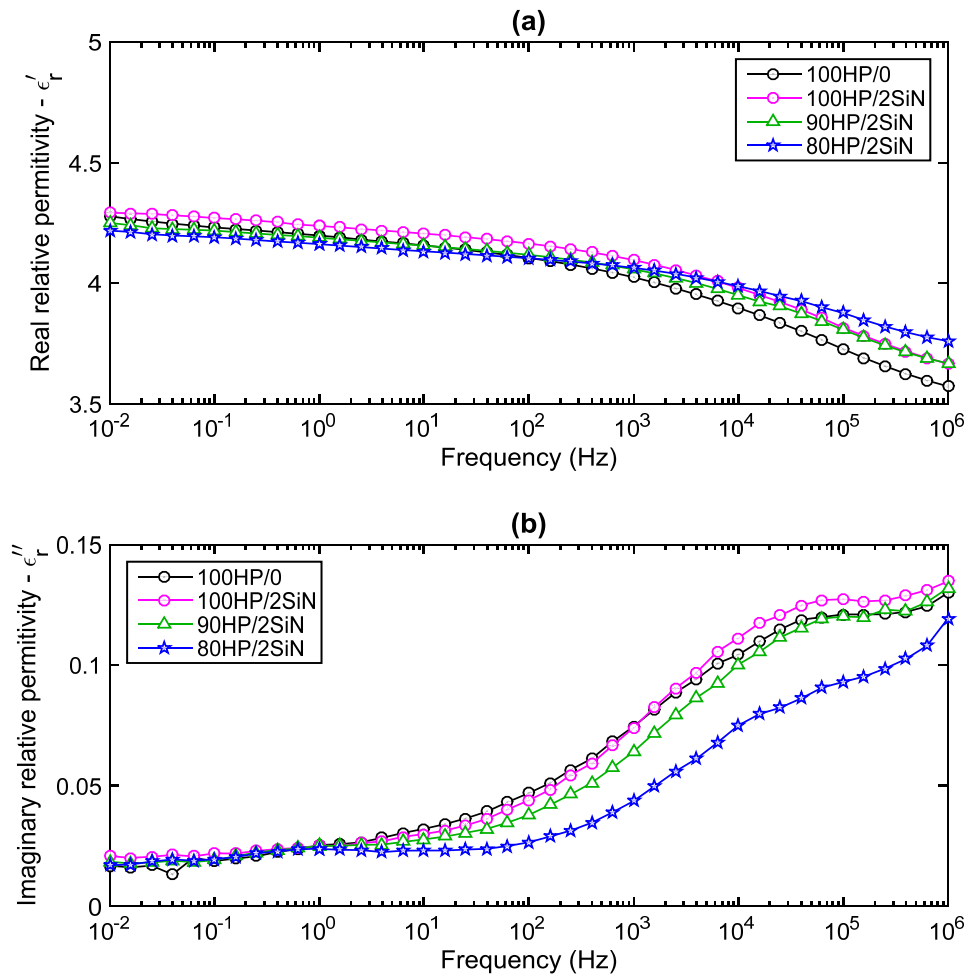 (a)
Real relative permitivity - ϵ′r
5
4.5
4
3.5
100HP/0
100HP/2SiN
90HP/2SiN
80HP/2SiN
10⁻² 10⁻¹ 10⁰ 10¹ 10² 10³ 10⁴ 10⁵ 10⁶
Frequency (Hz)
(b)
Imaginary relative permitivity - ϵ′′r
0.15
0.1
0.05
0
100HP/0
100HP/2SiN
90HP/2SiN
80HP/2SiN
10⁻² 10⁻¹ 10⁰ 10¹ 10² 10³ 10⁴ 10⁵ 10⁶
Frequency (Hz)